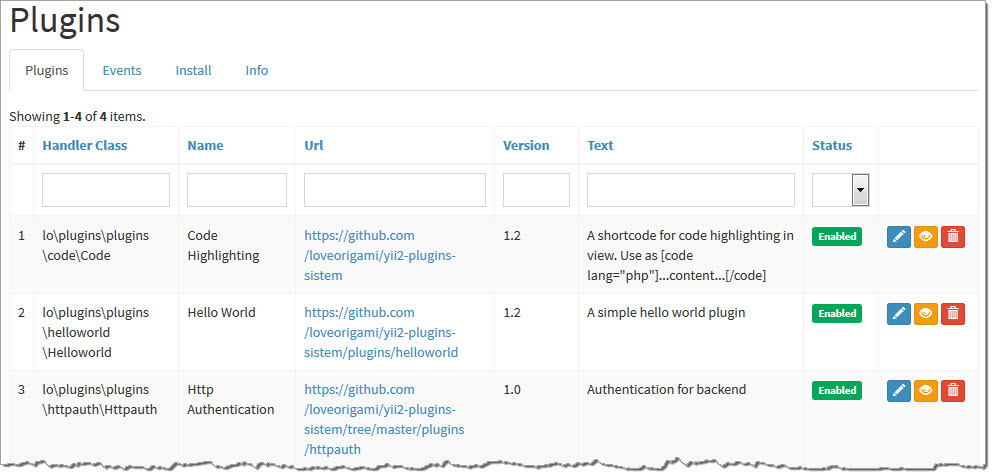 Plugins
Plugins Events Install Info
Showing 1-4 of 4 items.
# Handler Class Name Url Version Text Status
1 lo\plugins\plugins Code https://github.com 1.2 A shortcode for code highlighting in Enabled
\code\Code Highlighting /loveorigami/yii2-plugins- view. Use as [code
sistem lang="php"]...content...[/code]
2 lo\plugins\plugins Hello World https://github.com 1.2 A simple hello world plugin Enabled
\helloworld /loveorigami/yii2-plugins-
\Helloworld sistem/plugins/helloworld
3 lo\plugins\plugins Http https://github.com 1.0 Authentication for backend Enabled
\httpauth\Httpauth Authentication /loveorigami/yii2-plugins-
sistem/tree/master/plugins
/httpauth